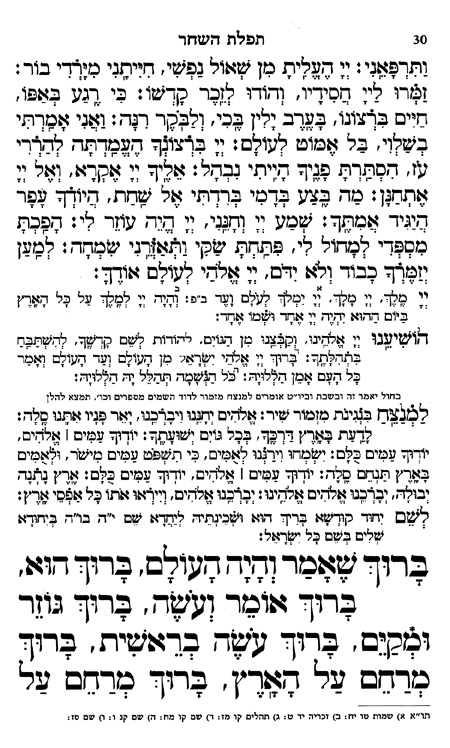 30
תפלת השחר
וַתִּרְפָּאֵנִי: יְיָ הֶעֱלִיתָ מִן שְׁאוֹל נַפְשִׁי, חִיִּיתַנִי מִיָּרְדִי בוֹר:
זַמְּרוּ לַייָ חֲסִידָיו, וְהוֹדוּ לְזֵכֶר קָדְשׁוֹ: כִּי רֶגַע בְּאַפּוֹ,
חַיִּים בִּרְצוֹנוֹ, בָּעֶרֶב יָלִין בֶּכִי, וְלַבֹּקֶר רִנָּה: וַאֲנִי אָמַרְתִּי
בְשַׁלְוִי, בַּל אֶמּוֹט לְעוֹלָם: יְיָ בִּרְצוֹנְךָ הֶעֱמַדְתָּה לְהַרְרִי
עֹז, הִסְתַּרְתָּ פָנֶיךָ הָיִיתִי נִבְהָל: אֵלֶיךָ יְיָ אֶקְרָא, וְאֶל יְיָ
אֶתְחַנָּן: מַה בֶּצַע בְּדָמִי בְּרִדְתִּי אֶל שָׁחַת, הֲיוֹדְךָ עָפָר
הֲיַגִּיד אֲמִתֶּךָ: שְׁמַע יְיָ וְחָנֵּנִי, יְיָ הֱיֵה עוֹזֵר לִי: הָפַכְתָּ
מִסְפְּדִי לְמָחוֹל לִי, פִּתַּחְתָּ שַׂקִּי וַתְּאַזְּרֵנִי שִׂמְחָה: לְמַעַן
יְזַמֶּרְךָ כָבוֹד וְלֹא יִדֹּם, יְיָ אֱלֹהַי לְעוֹלָם אוֹדֶךָּ:
יְיָ מֶלֶךְ, יְיָ מָלָךְ, א)יְיָ יִמְלֹךְ לְעֹלָם וָעֶד ב״פ: ב)וְהָיָה יְיָ לְמֶלֶךְ עַל כָּל הָאָרֶץ
בַּיּוֹם הַהוּא יִהְיֶה יְיָ אֶחָד וּשְׁמוֹ אֶחָד:
הוֹשִׁיעֵנוּ יְיָ אֱלֹהֵינוּ, וְקַבְּצֵנוּ מִן הַגּוֹיִם, לְהוֹדוֹת לְשֵׁם קָדְשֶׁךָ, לְהִשְׁתַּבֵּחַ
בִּתְהִלָּתֶךָ: בָּרוּךְ יְיָ אֱלֹהֵי יִשְׂרָאֵל מִן הָעוֹלָם וְעַד הָעוֹלָם וְאָמַר
כָּל הָעָם אָמֵן הַלְלוּיָהּ: כֹּל הַנְּשָׁמָה תְּהַלֵּל יָהּ הַלְלוּיָהּ:
בחול יאמר זה ובשבת וביו״ט אומרים למנצח מזמור לדוד השמים מספרים וכו׳, תמצא להלן
לַמְנַצֵּחַ בִּנְגִינֹת מִזְמוֹר שִׁיר: אֱלֹהִים יְחָנֵּנוּ וִיבָרְכֵנוּ, יָאֵר פָּנָיו אִתָּנוּ סֶלָה:
לָדַעַת בָּאָרֶץ דַּרְכֶּךָ, בְּכָל גּוֹיִם יְשׁוּעָתֶךָ: יוֹדוּךָ עַמִּים | אֱלֹהִים,
יוֹדוּךָ עַמִּים כֻּלָּם: יִשְׂמְחוּ וִירַנְּנוּ לְאֻמִּים, כִּי תִשְׁפֹּט עַמִּים מִישֹׁר, וּלְאֻמִּים
בָּאָרֶץ תַּנְחֵם סֶלָה: יוֹדוּךָ עַמִּים | אֱלֹהִים, יוֹדוּךָ עַמִּים כֻּלָּם: אֶרֶץ נָתְנָה
יְבוּלָהּ, יְבָרְכֵנוּ אֱלֹהִים אֱלֹהֵינוּ: יְבָרְכֵנוּ אֱלֹהִים, וְיִירְאוּ אוֹתוֹ כָּל אַפְסֵי אָרֶץ:
לְשֵׁם יִחוּד קוּדְשָׁא בְּרִיךְ הוּא וּשְׁכִינְתֵּיהּ לְיַחֲדָא שֵׁם י״ה בו״ה בְּיִחוּדָא
שְׁלִים בְּשֵׁם כָּל יִשְׂרָאֵל:
בָּרוּךְ שֶׁאָמַר וְהָיָה הָעוֹלָם, בָּרוּךְ הוּא,
בָּרוּךְ אוֹמֵר וְעֹשֶׂה, בָּרוּךְ גּוֹזֵר
וּמְקַיֵּם, בָּרוּךְ עֹשֶׂה בְרֵאשִׁית, בָּרוּךְ
מְרַחֵם עַל הָאָרֶץ, בָּרוּךְ מְרַחֵם עַל
תו״א א) שמות טו יח: ב) זכריה יד ט: ג) תהלים קו מז: ד) שם קו מח: ה) שם קנ ו: ו) שם סז: